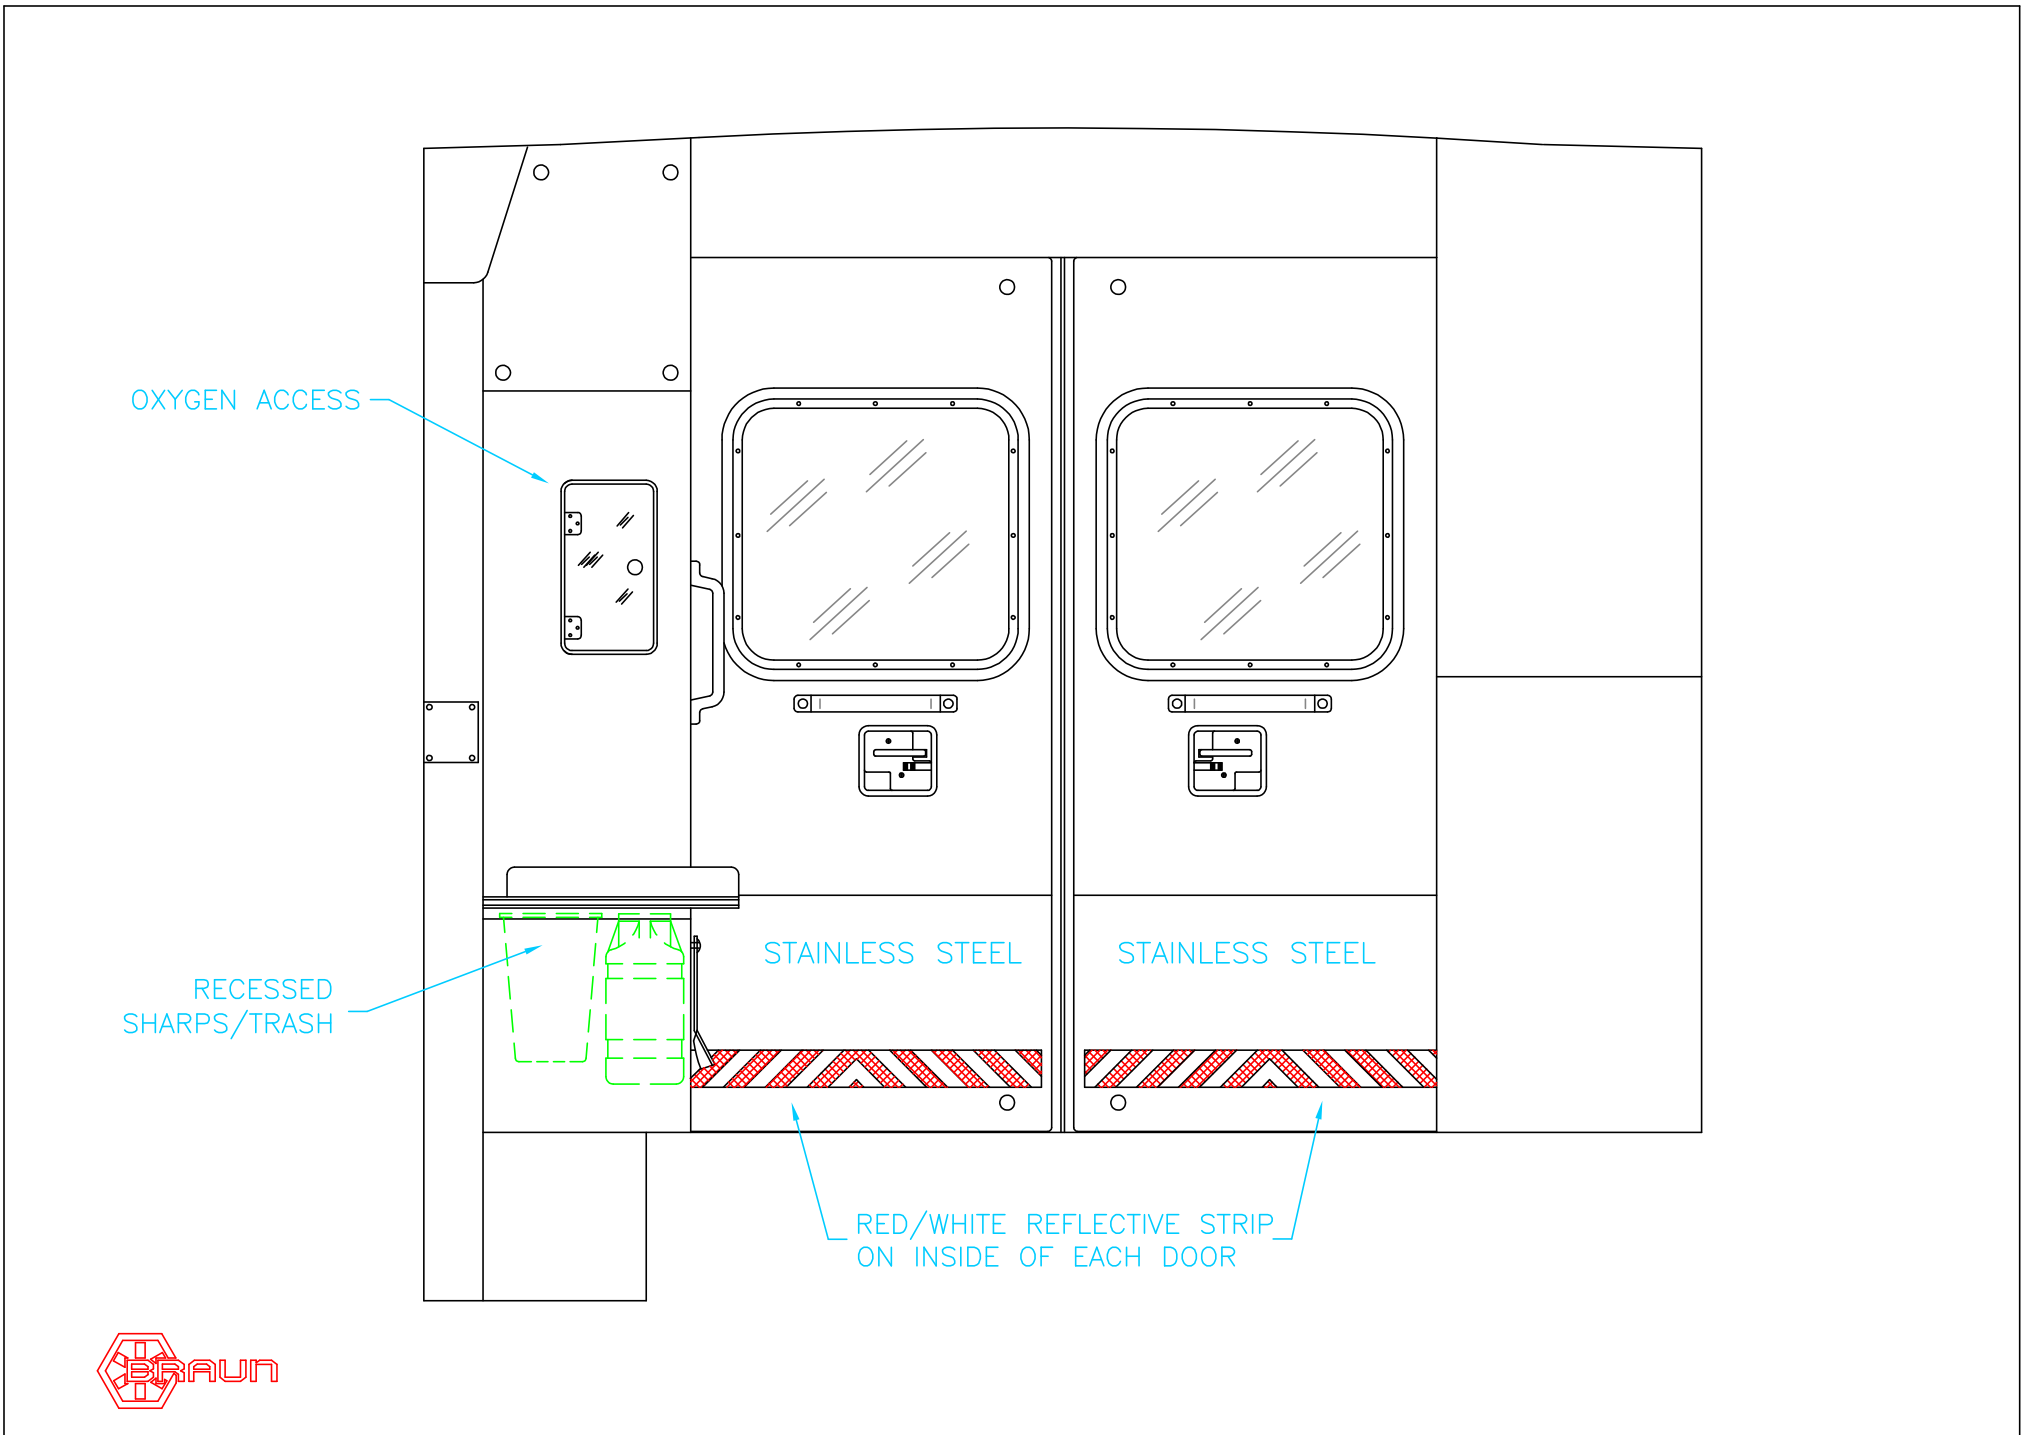 OXYGEN ACCESS
STAINLESS STEEL
STAINLESS STEEL
RECESSED
SHARPS/TRASH
RED/WHITE REFLECTIVE STRIP
ON INSIDE OF EACH DOOR
BRAUN